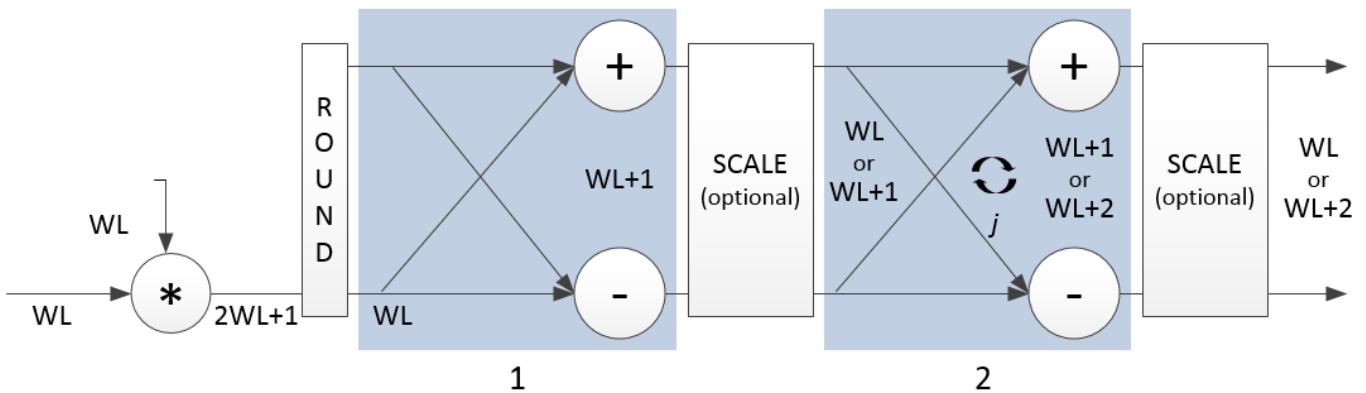 WL
WL
*
2WL+1
R
O
U
N
D
WL
+
-
WL+1
1
SCALE
(optional)
WL
or
WL+1
j
+
-
WL+1
or
WL+2
2
SCALE
(optional)
WL
or
WL+2